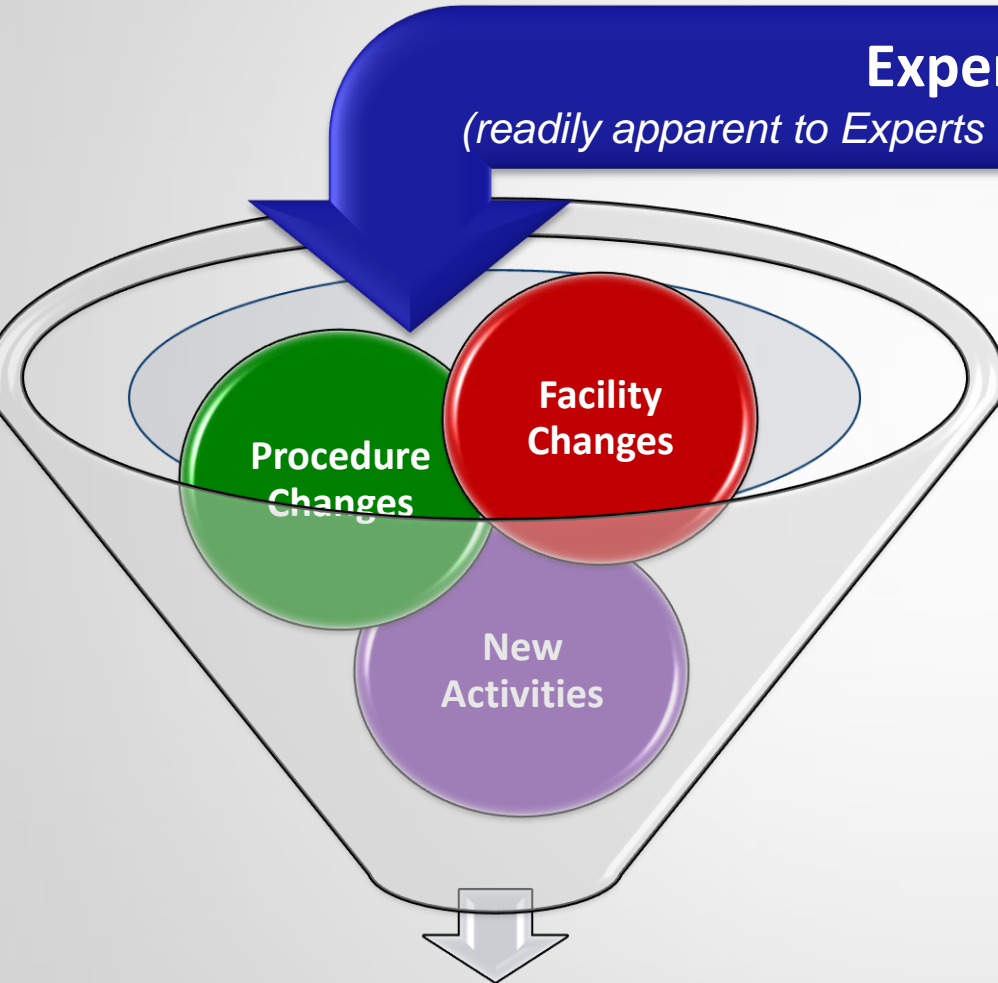 Exper
(readily apparent to Experts
Facility
Changes
Procedure
Changes
New
Activities